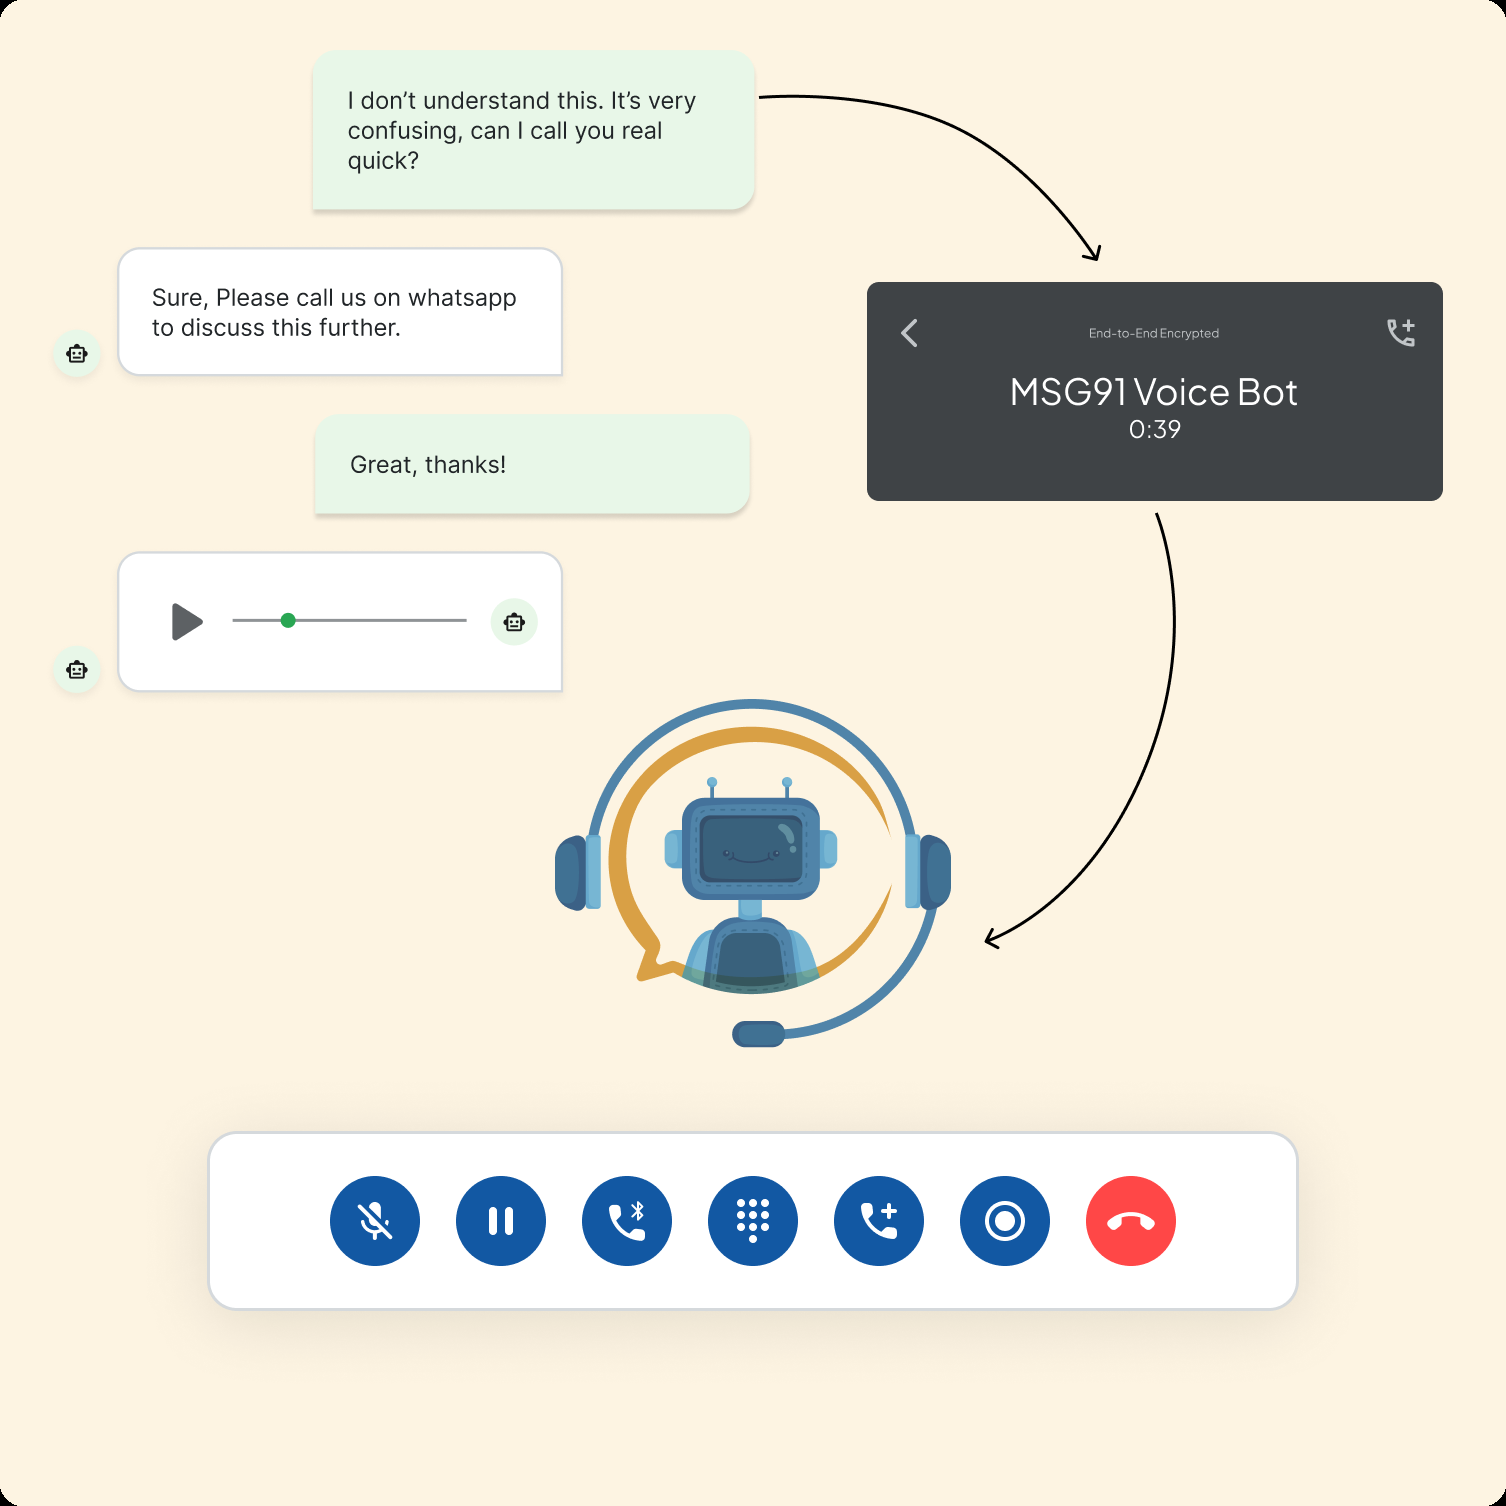 I don’t understand this. It’s very
confusing, can I call you real
quick?
Sure, Please call us on whatsapp
to discuss this further.
Great, thanks!
End-to-End Encrypted
MSG91 Voice Bot
0:39